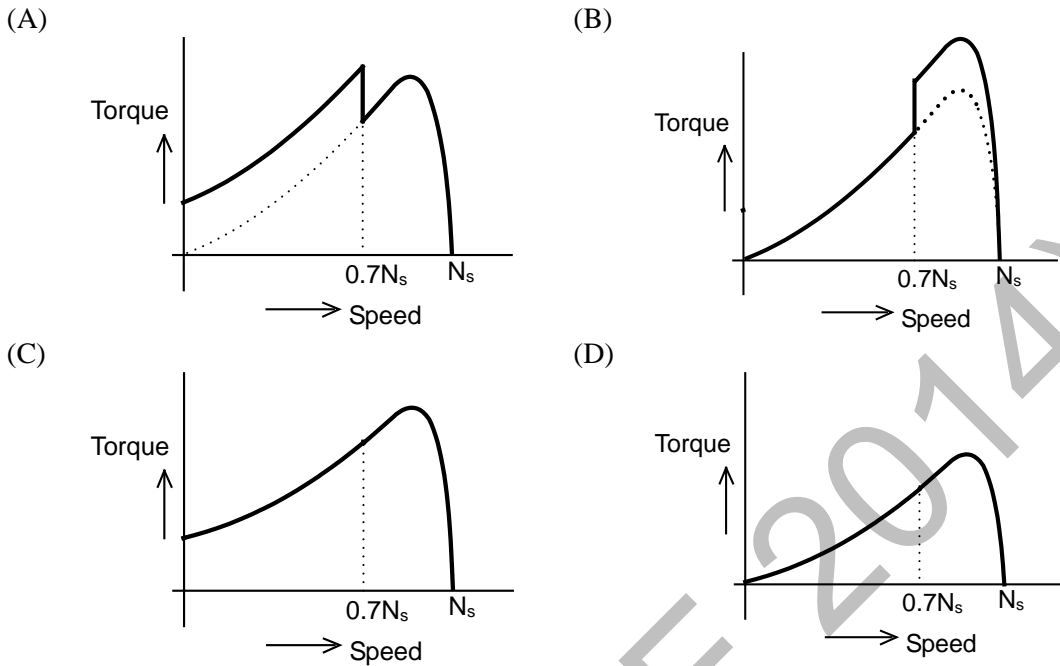 (A)
Torque
0.7Ns
Ns
Speed
(B)
Torque
0.7Ns
Ns
Speed
(C)
Torque
0.7Ns
Ns
Speed
(D)
Torque
0.7Ns
Ns
Speed
2014)